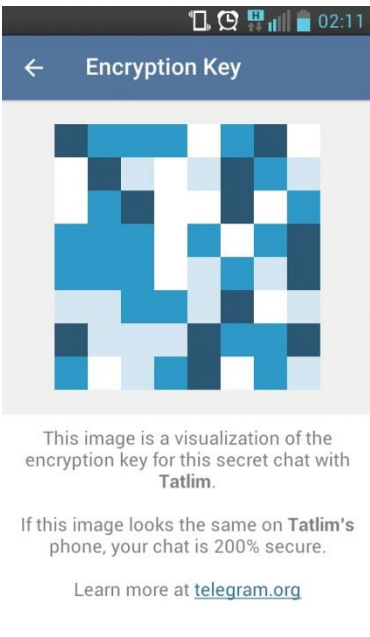 H
02:11
Encryption Key
This image is a visualization of the
encryption key for this secret chat with
Tatlim.
If this image looks the same on Tatlim's
phone, your chat is 200% secure.
Learn more at telegram.org